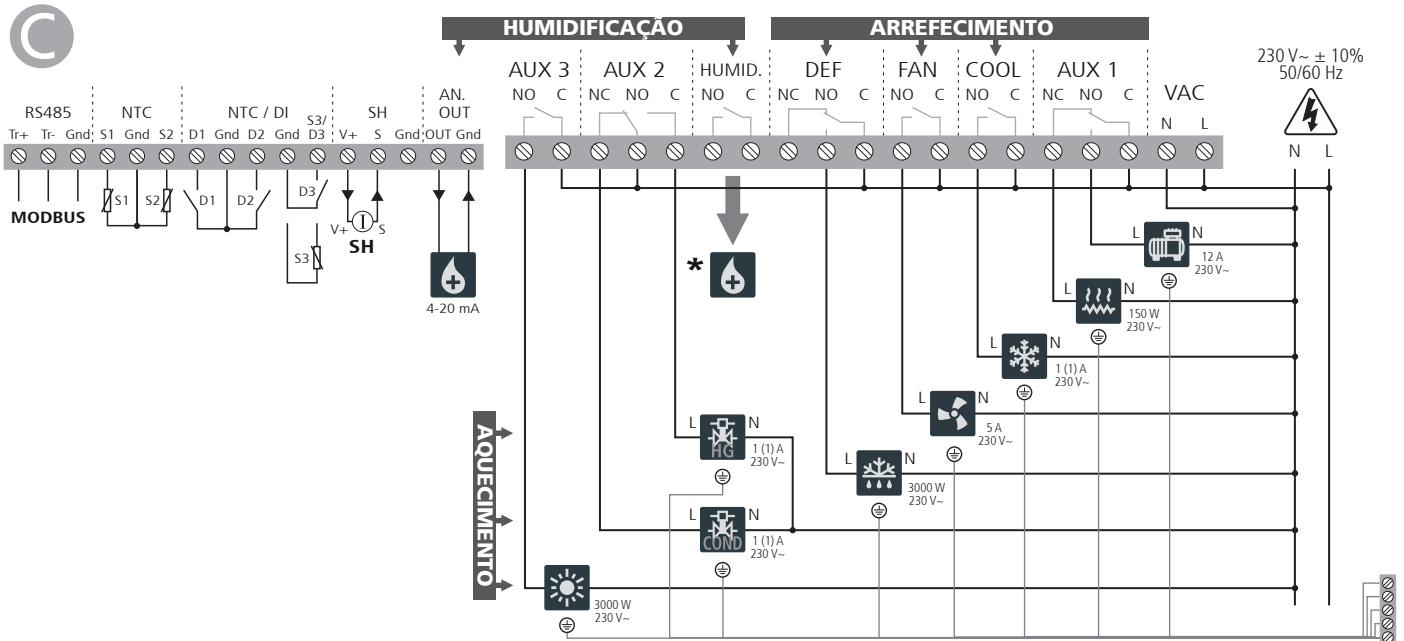 C
HUMIDIFICAÇÃO
ARREFECIMENTO
230 V~ ± 10%
50/60 Hz
RS485
NTC
NTC / DI
SH
AN.
OUT
AUX 3
AUX 2
HUMID.
DEF
FAN
COOL
AUX 1
VAC
Tr+ Tr- Gnd
S1 Gnd S2
D1 Gnd D2 Gnd S3/
D3
V+ S Gnd
OUT Gnd
NO C
NC NO C
NO C
NC NO C
NO C
NO C
NC NO C
N L
N L
MODBUS
S1
S2
D1
D2
D3
S3
V+ I S
SH
4-20 mA
*
L N
12 A
230 V~
L N
150 W
230 V~
L N
1 (1) A
230 V~
L N
5 A
230 V~
L N
3000 W
230 V~
AQUECIMENTO
L N
HG
1 (1) A
230 V~
L N
COND
1 (1) A
230 V~
3000 W
230 V~